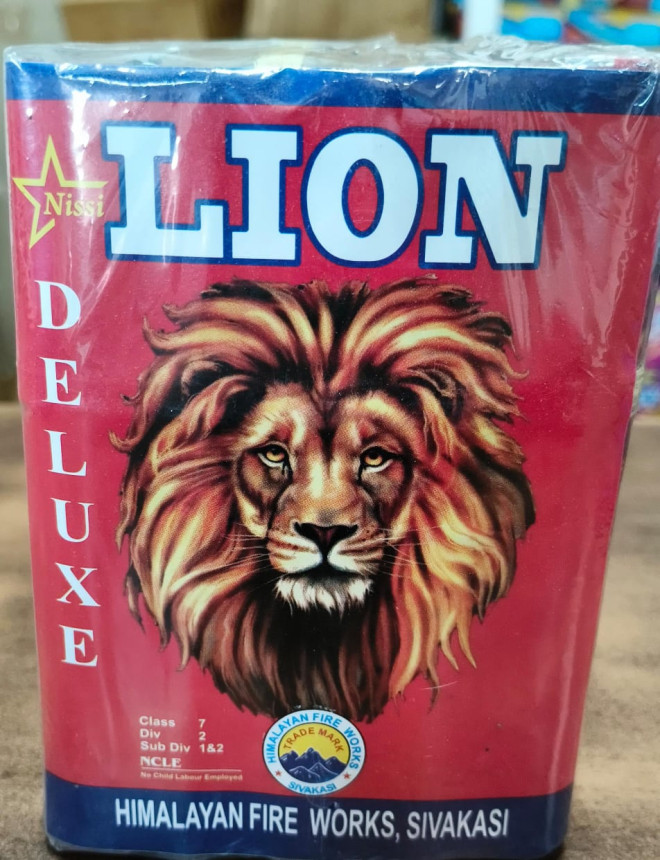 LION
Nissi
DELUXE
Class 7
Div 2
Sub Div 1&2
NCLE
No Child Labour Employed
HIMALAYAN FIRE WORKS
TRADE MARK
SIVAKASI
HIMALAYAN FIRE WORKS, SIVAKASI